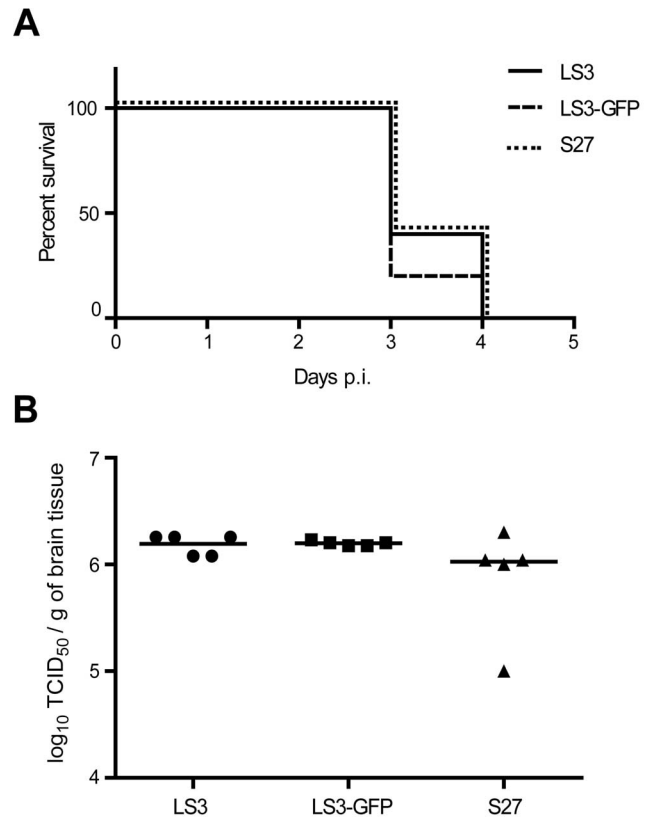 A
LS3
LS3-GFP
S27
Percent survival
100
50
0
0 1 2 3 4 5
Days p.i.
B
log10 TCID50 / g of brain tissue
7
6
5
4
LS3 LS3-GFP S27